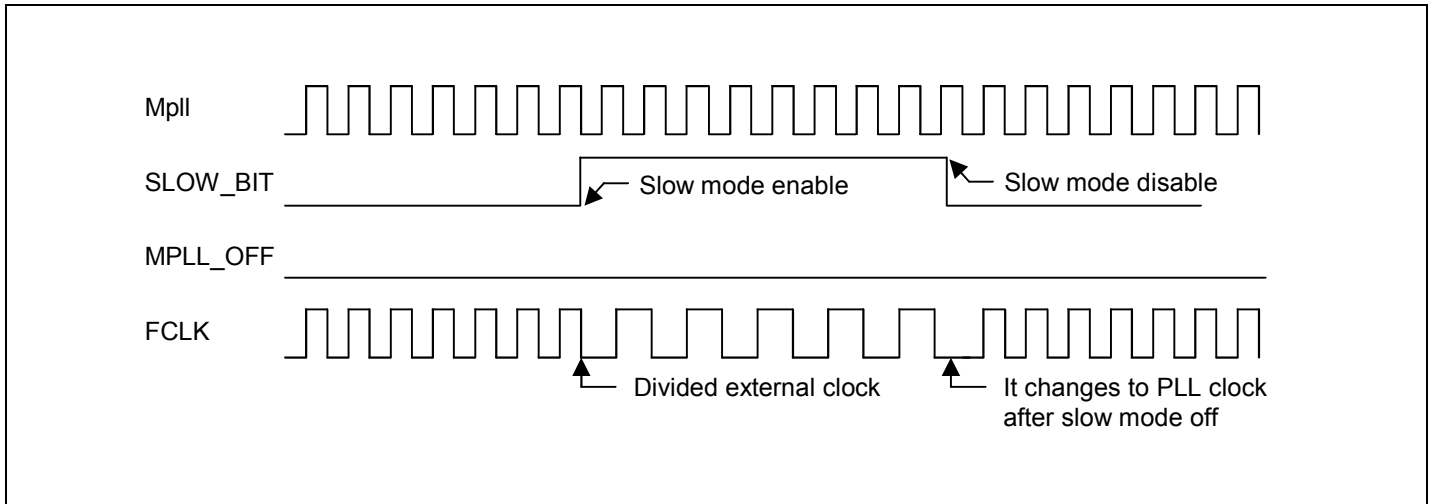 Mpll
SLOW_BIT
Slow mode enable
Slow mode disable
MPLL_OFF
FCLK
Divided external clock
It changes to PLL clock
after slow mode off